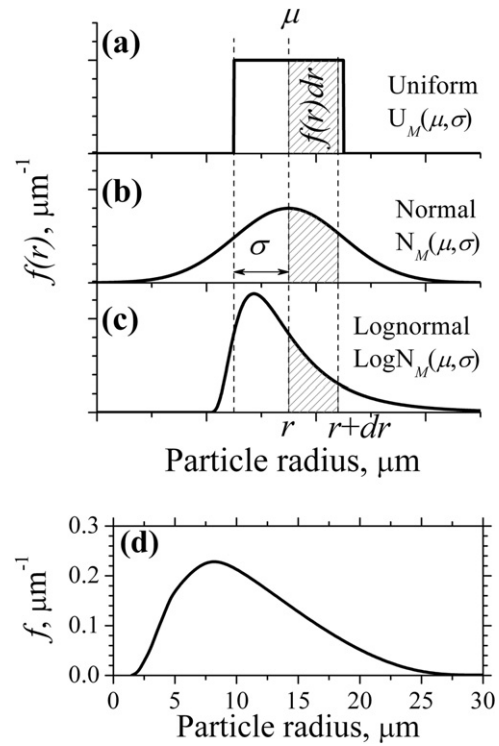 μ
(a)
Uniform
U_M(μ,σ)
f(r)dr
(b)
Normal
N_M(μ,σ)
σ
f(r), μm⁻¹
(c)
Lognormal
LogN_M(μ,σ)
r r+dr
Particle radius, μm
(d)
0.3
0.2
0.1
0.0
f, μm⁻¹
0 5 10 15 20 25 30
Particle radius, μm